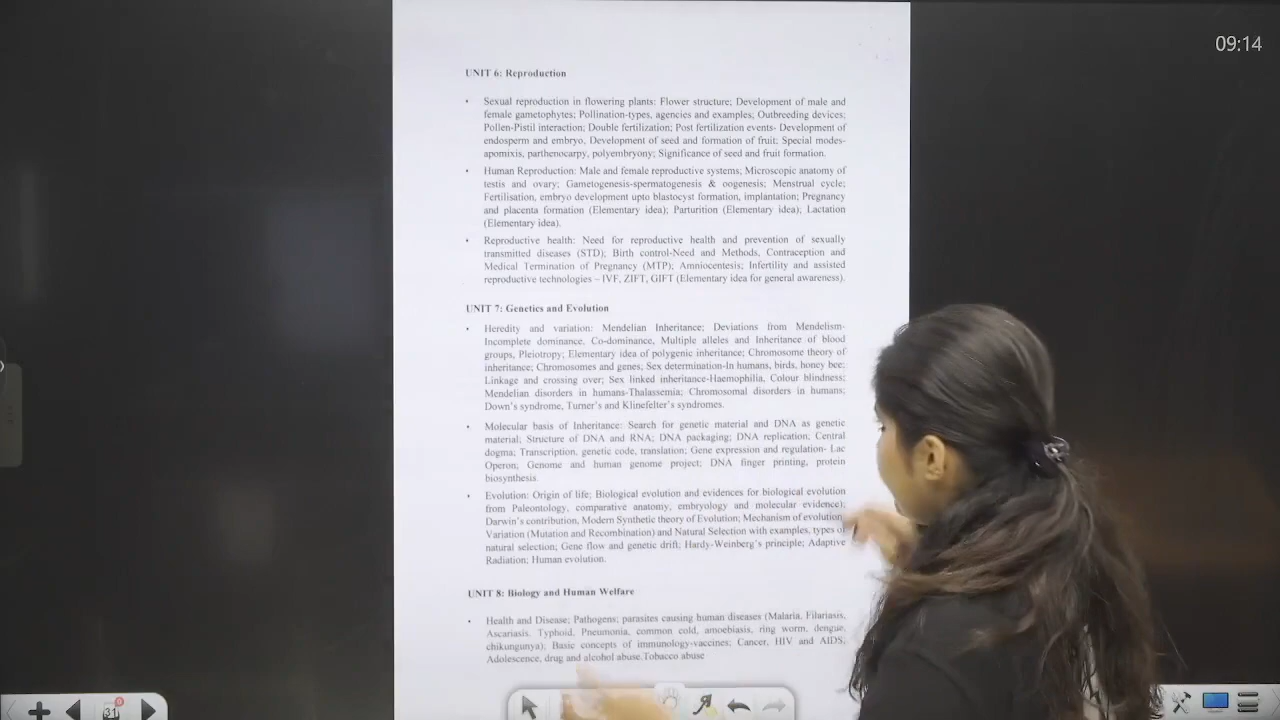 09:14
UNIT 6: Reproduction
• Sexual reproduction in flowering plants: Flower structure; Development of male and
female gametophytes; Pollination-types, agencies and examples; Outbreeding devices;
Pollen-Pistil interaction; Double fertilization; Post fertilization events- Development of
endosperm and embryo, Development of seed and formation of fruit; Special modes-
apomixis, parthenocarpy, polyembryony; Significance of seed and fruit formation.
• Human Reproduction: Male and female reproductive systems; Microscopic anatomy of
testis and ovary; Gametogenesis-spermatogenesis & oogenesis; Menstrual cycle;
Fertilisation, embryo development upto blastocyst formation, implantation; Pregnancy
and placenta formation (Elementary idea); Parturition (Elementary idea); Lactation
(Elementary idea).
• Reproductive health: Need for reproductive health and prevention of sexually
transmitted diseases (STD); Birth control-Need and Methods, Contraception and
Medical Termination of Pregnancy (MTP); Amniocentesis; Infertility and assisted
reproductive technologies – IVF, ZIFT, GIFT (Elementary idea for general awareness).
UNIT 7: Genetics and Evolution
• Heredity and variation: Mendelian Inheritance; Deviations from Mendelism-
Incomplete dominance, Co-dominance, Multiple alleles and Inheritance of blood
groups, Pleiotropy; Elementary idea of polygenic inheritance; Chromosome theory of
inheritance; Chromosomes and genes; Sex determination-In humans, birds, honey bee;
Linkage and crossing over; Sex linked inheritance-Haemophilia, Colour blindness;
Mendelian disorders in humans-Thalassemia; Chromosomal disorders in humans;
Down's syndrome, Turner's and Klinefelter's syndromes.
• Molecular basis of Inheritance: Search for genetic material and DNA as genetic
material; Structure of DNA and RNA; DNA packaging; DNA replication; Central
dogma; Transcription, genetic code, translation; Gene expression and regulation- Lac
Operon; Genome and human genome project; DNA finger printing, protein
biosynthesis.
• Evolution: Origin of life; Biological evolution and evidences for biological evolution
from Paleontology, comparative anatomy, embryology and molecular evidence);
Darwin's contribution, Modern Synthetic theory of Evolution; Mechanism of evolution
Variation (Mutation and Recombination) and Natural Selection with examples, types of
natural selection; Gene flow and genetic drift; Hardy-Weinberg's principle; Adaptive
Radiation; Human evolution.
UNIT 8: Biology and Human Welfare
• Health and Disease; Pathogens; parasites causing human diseases (Malaria, Filariasis,
Ascariasis. Typhoid, Pneumonia, common cold, amoebiasis, ring worm, dengue,
chikungunya); Basic concepts of immunology-vaccines; Cancer, HIV and AIDS;
Adolescence, drug and alcohol abuse.Tobacco abuse
31